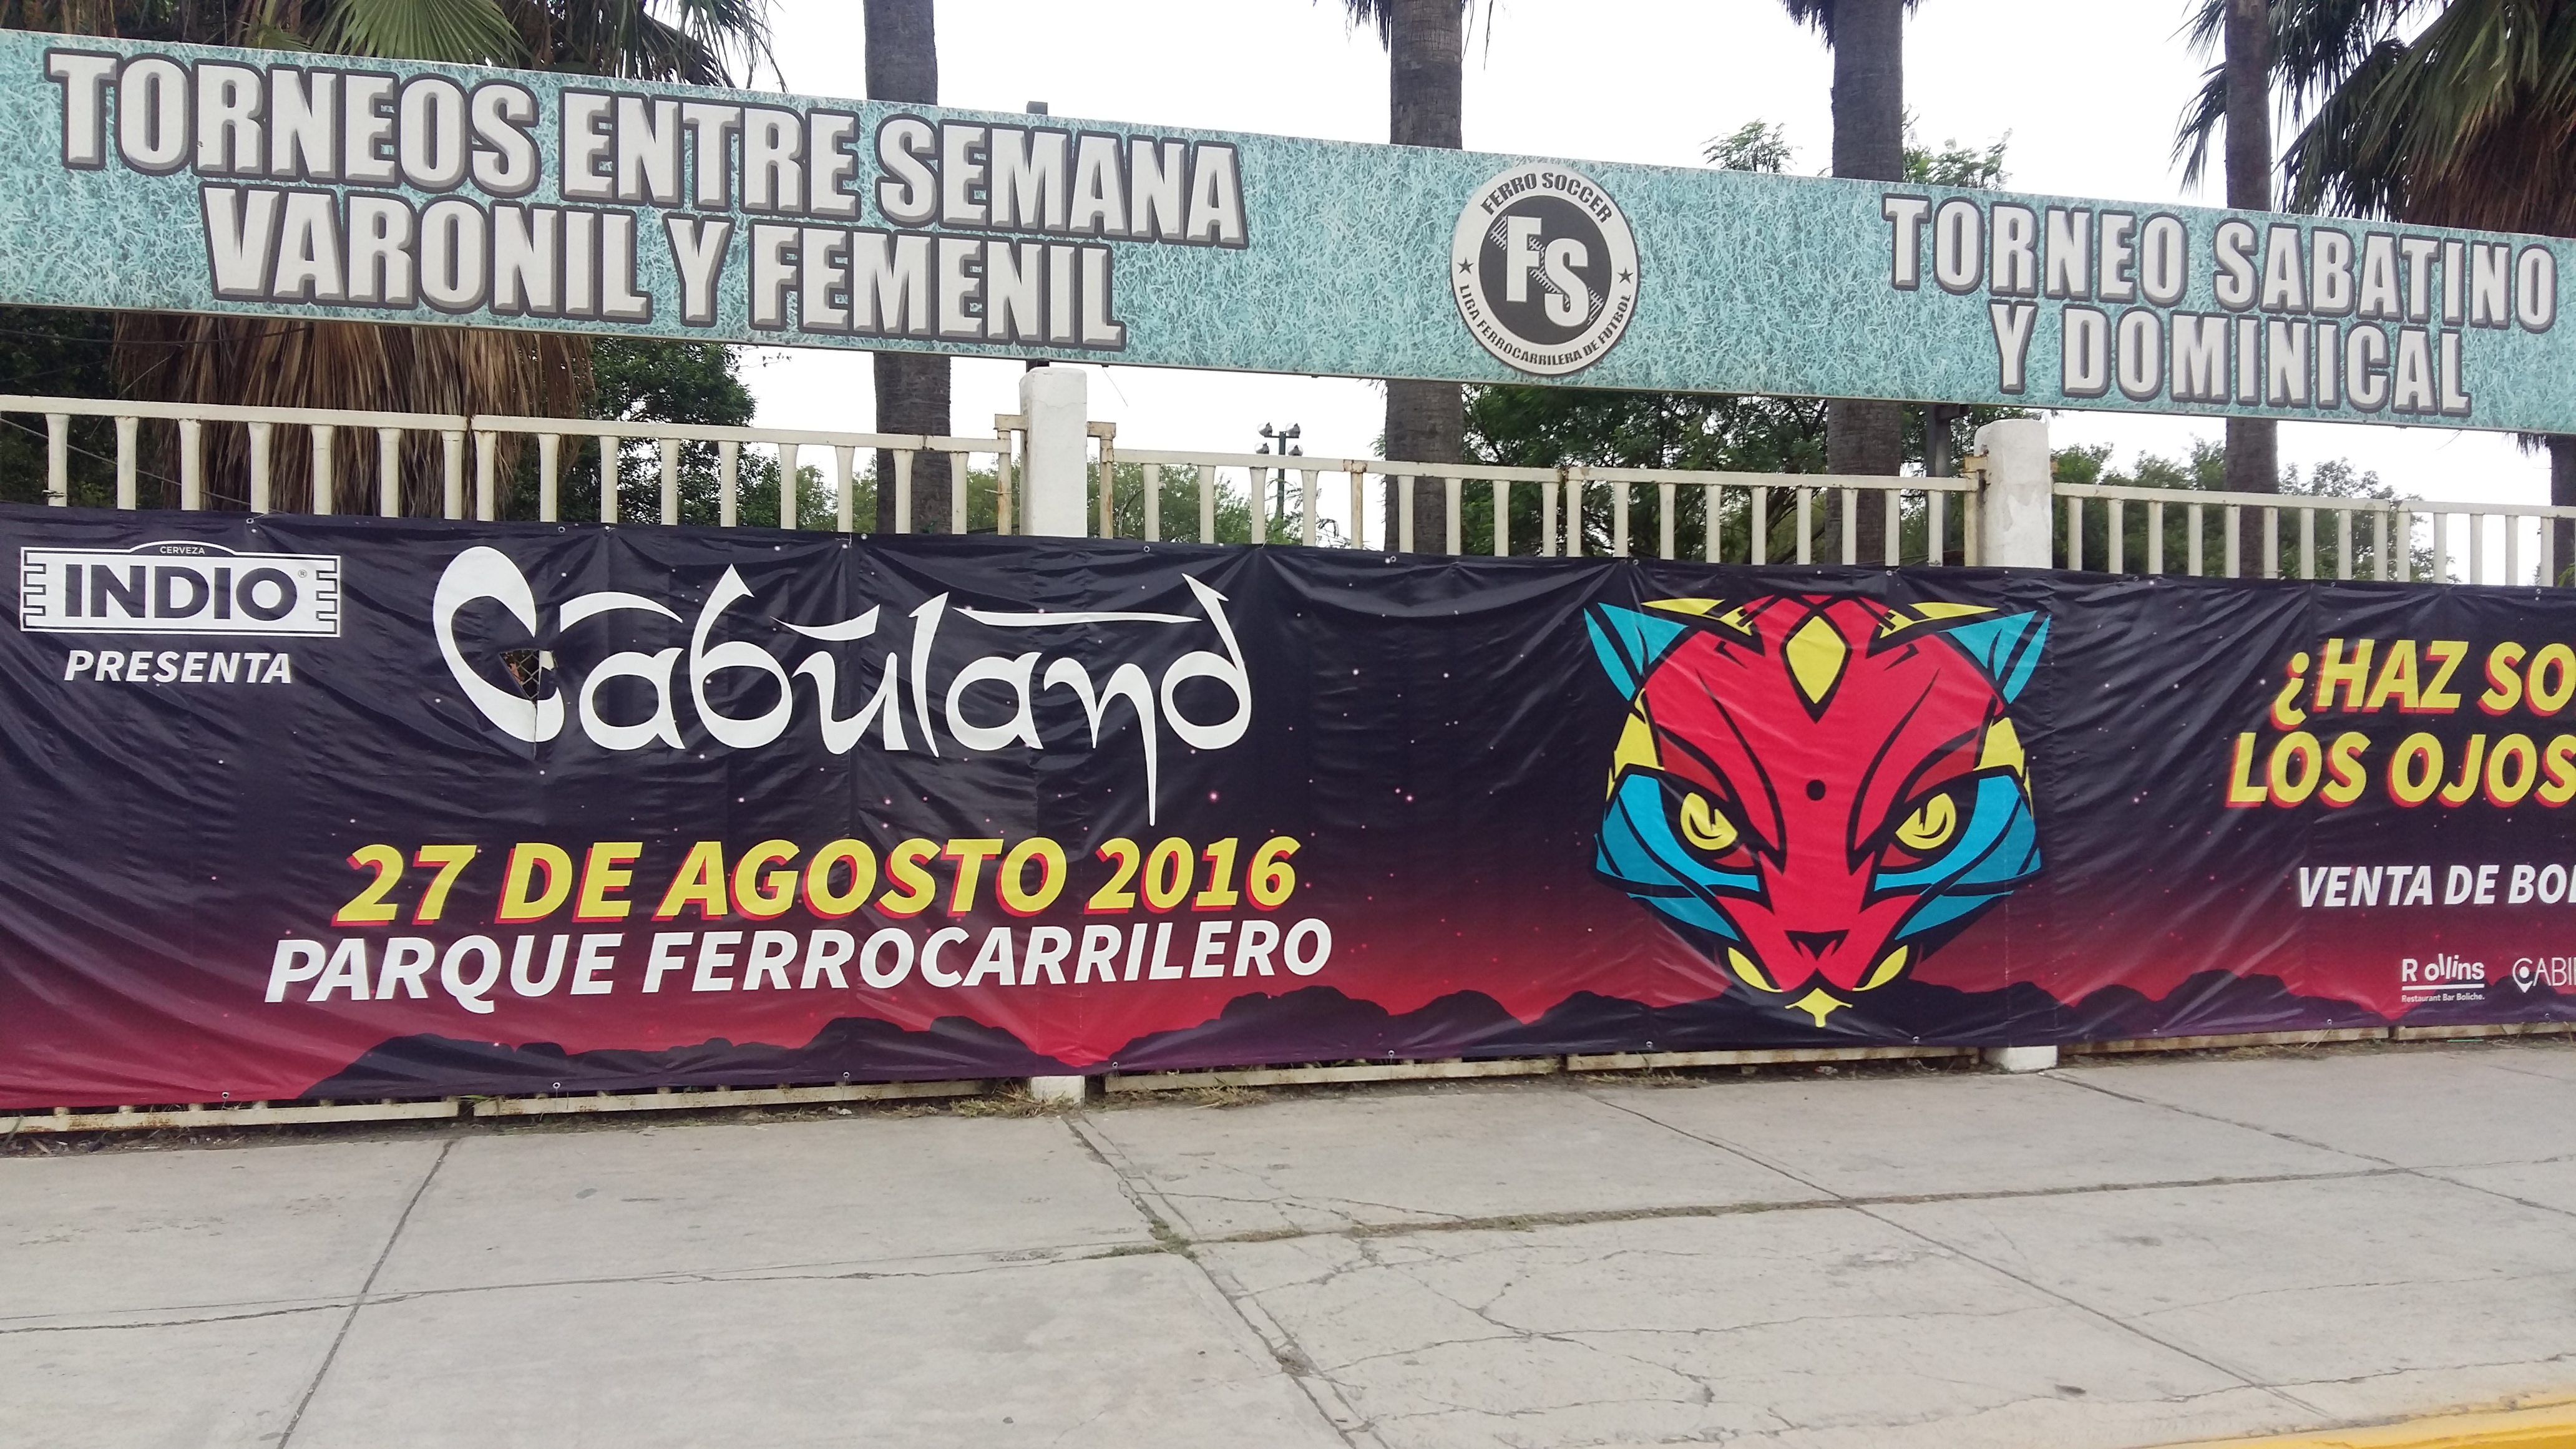 TORNEOS ENTRE SEMANA
VARONIL Y FEMENIL
FERRO SOCCER
FS
LIGA FERROCARRILERA DE FUTBOL
TORNEO SABATINO
Y DOMINICAL
CERVEZA
INDIO®
PRESENTA
Cabuland
27 DE AGOSTO 2016
PARQUE FERROCARRILERO
¿HAZ SO
LOS OJOS
VENTA DE BO
Rollins
Restaurant Bar Boliche.
CABI